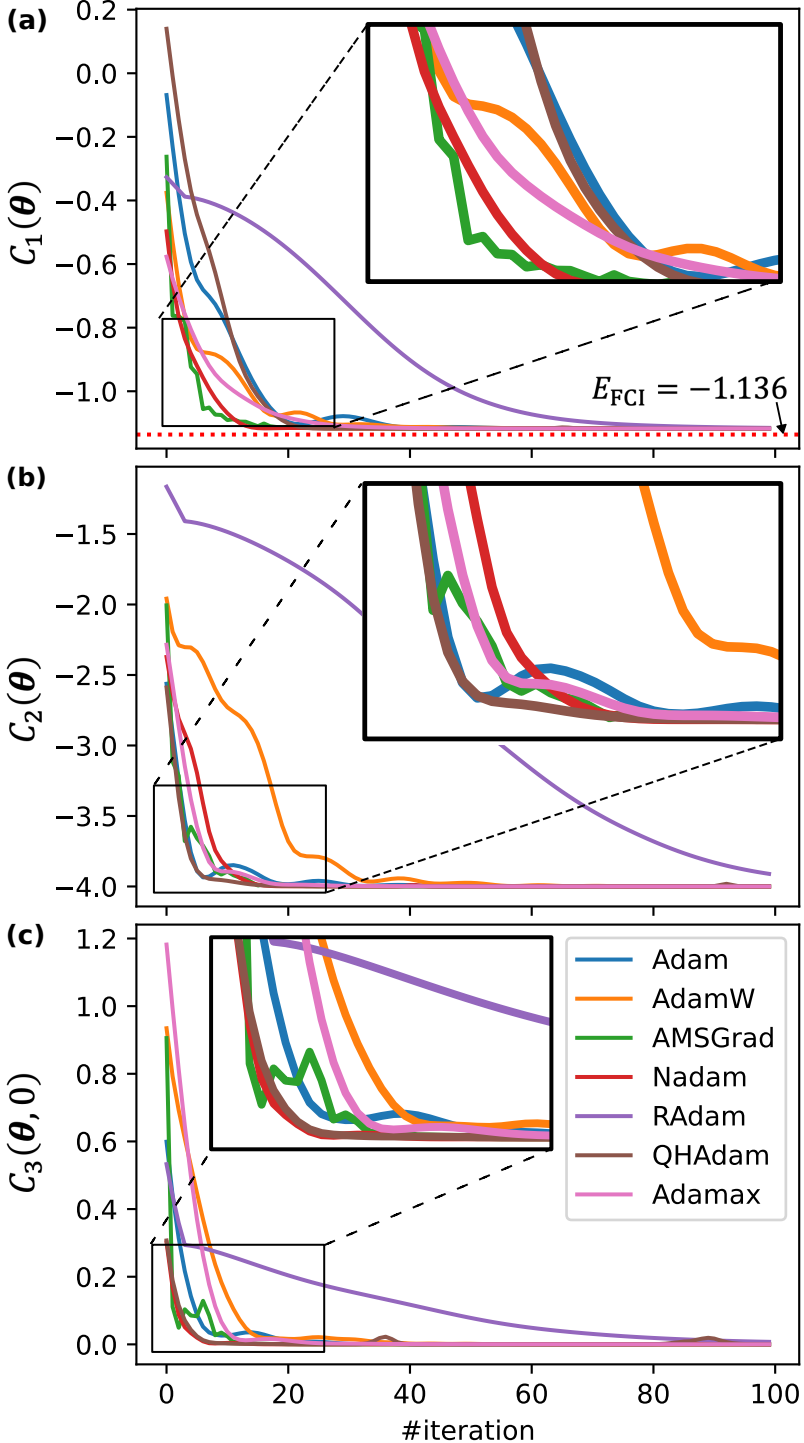 (a)
0.2
0.0
−0.2
−0.4
−0.6
−0.8
−1.0
C₁(θ)
E_FCI = −1.136
(b)
−1.5
−2.0
−2.5
−3.0
−3.5
−4.0
C₂(θ)
(c)
1.2
1.0
0.8
0.6
0.4
0.2
0.0
C₃(θ, 0)
Adam
AdamW
AMSGrad
Nadam
RAdam
QHAdam
Adamax
0 20 40 60 80 100
#iteration